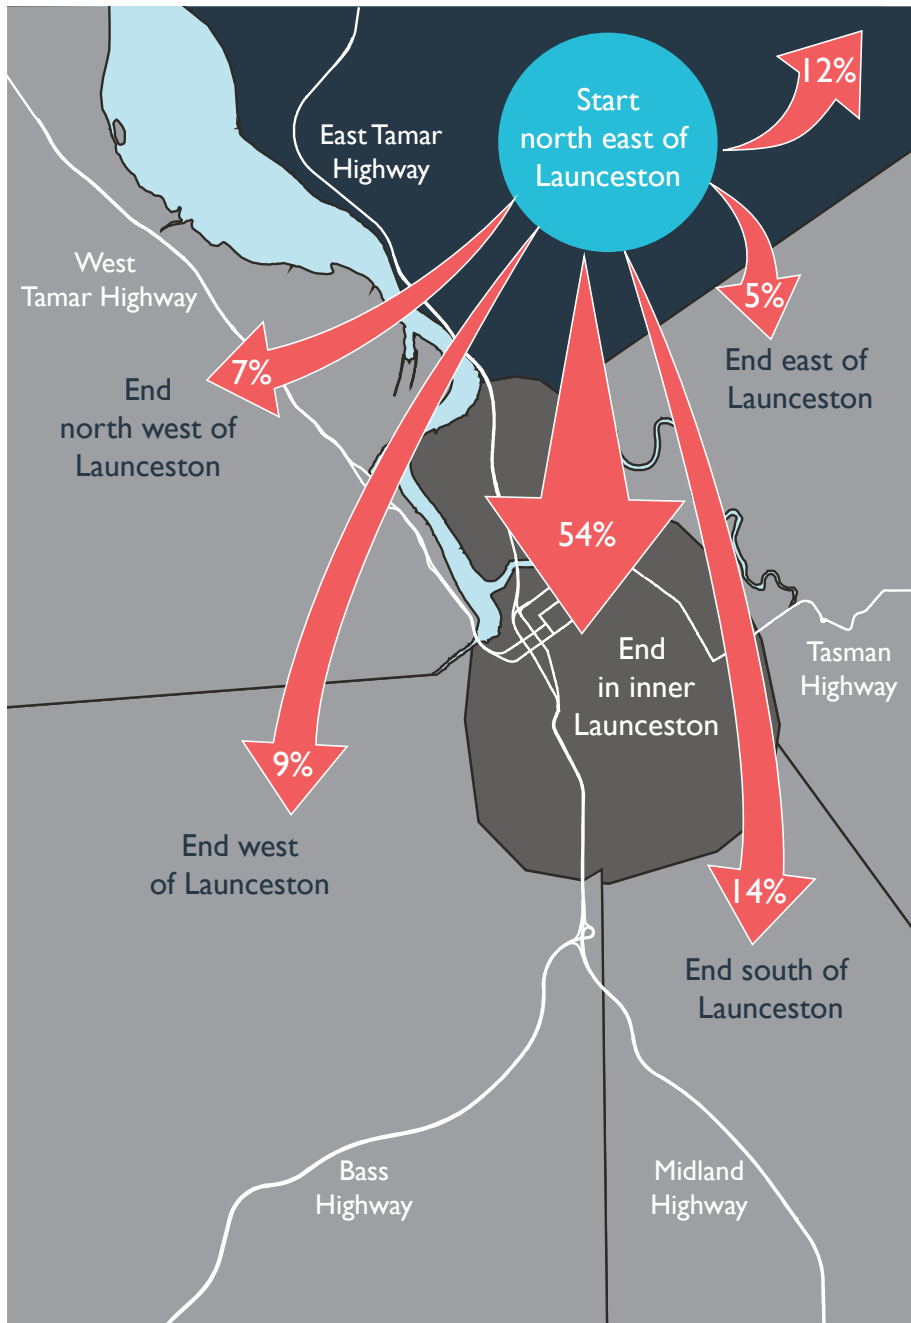 Start
north east of
Launceston
12%
East Tamar
Highway
West
Tamar Highway
5%
End east of
Launceston
7%
End
north west of
Launceston
54%
End
in inner
Launceston
Tasman
Highway
9%
End west
of Launceston
14%
End south of
Launceston
Bass
Highway
Midland
Highway